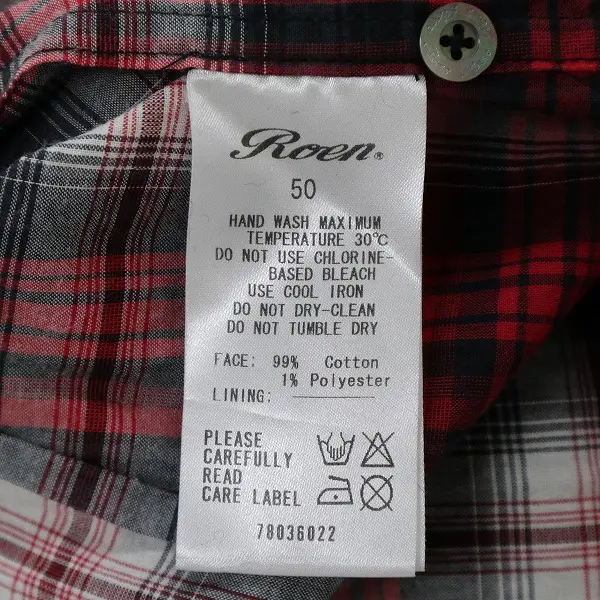 Roen®
50
HAND WASH MAXIMUM
TEMPERATURE 30℃
DO NOT USE CHLORINE-
BASED BLEACH
USE COOL IRON
DO NOT DRY-CLEAN
DO NOT TUMBLE DRY
FACE: 99% Cotton
1% Polyester
LINING:
PLEASE
CAREFULLY
READ
CARE LABEL
78036022